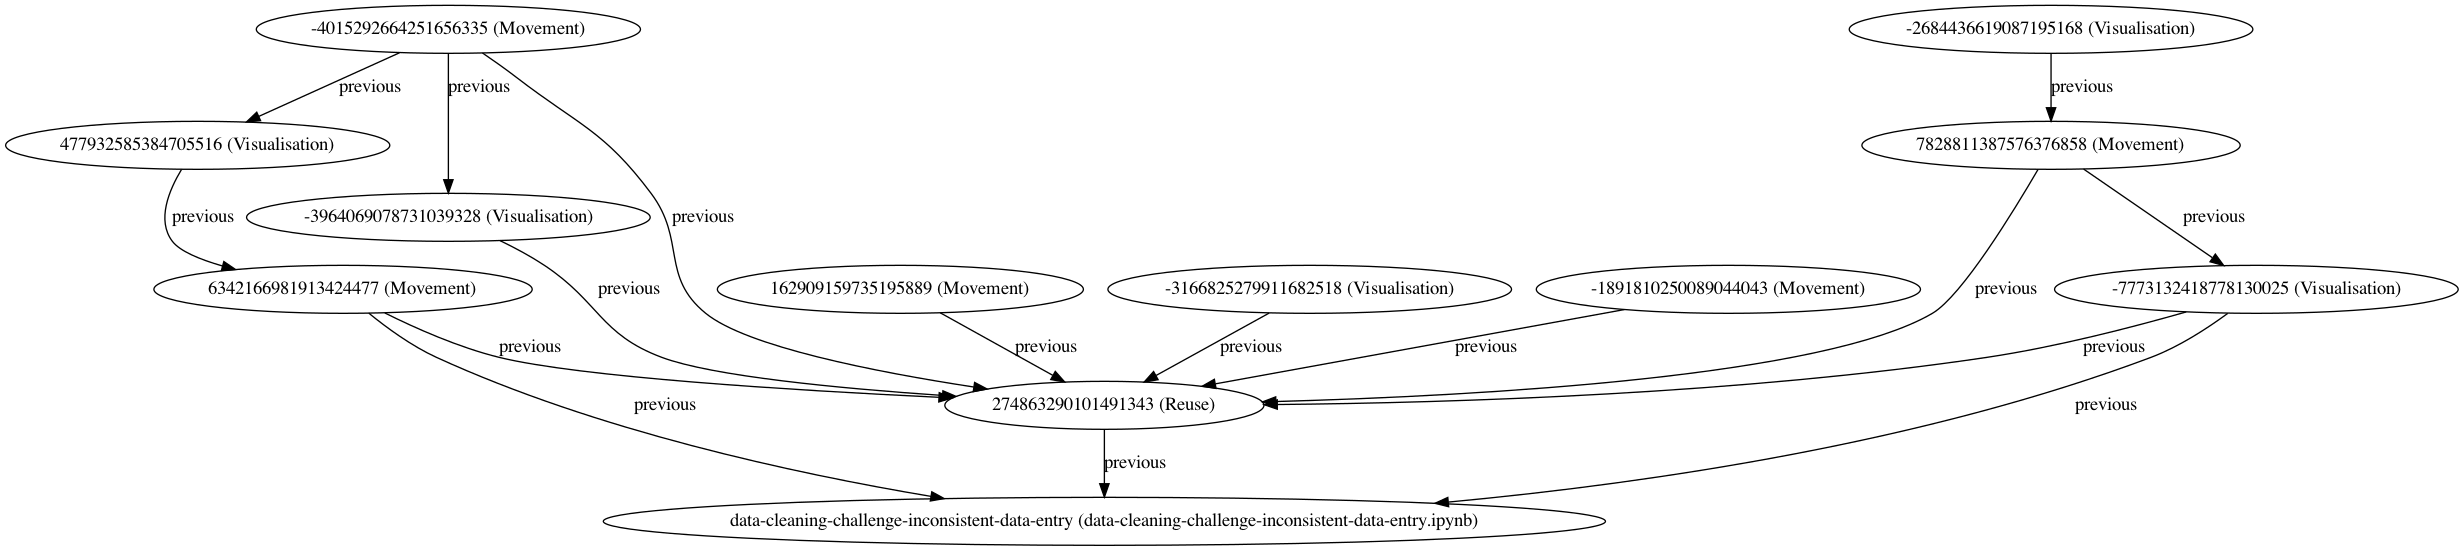 -4015292664251656335 (Movement)
-2684436619087195168 (Visualisation)
previous
previous
previous
477932585384705516 (Visualisation)
7828811387576376858 (Movement)
previous
-3964069078731039328 (Visualisation)
previous
previous
6342166981913424477 (Movement)
previous
162909159735195889 (Movement)
-3166825279911682518 (Visualisation)
-1891810250089044043 (Movement)
previous
-7773132418778130025 (Visualisation)
previous
previous
previous
previous
previous
previous
274863290101491343 (Reuse)
previous
previous
data-cleaning-challenge-inconsistent-data-entry (data-cleaning-challenge-inconsistent-data-entry.ipynb)